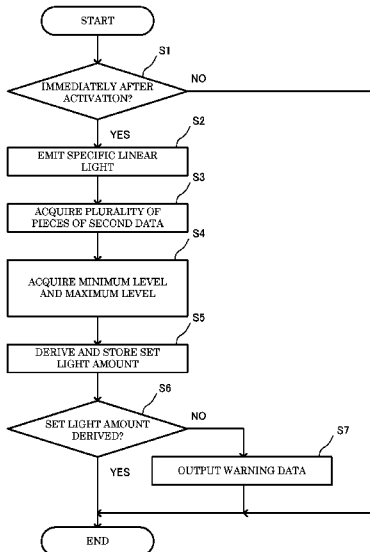 START
S1
IMMEDIATELY AFTER
ACTIVATION?
NO
YES
S2
EMIT SPECIFIC LINEAR
LIGHT
S3
ACQUIRE PLURALITY OF
PIECES OF SECOND DATA
S4
ACQUIRE MINIMUM LEVEL
AND MAXIMUM LEVEL
S5
DERIVE AND STORE SET
LIGHT AMOUNT
S6
SET LIGHT AMOUNT
DERIVED?
NO
YES
S7
OUTPUT WARNING DATA
END